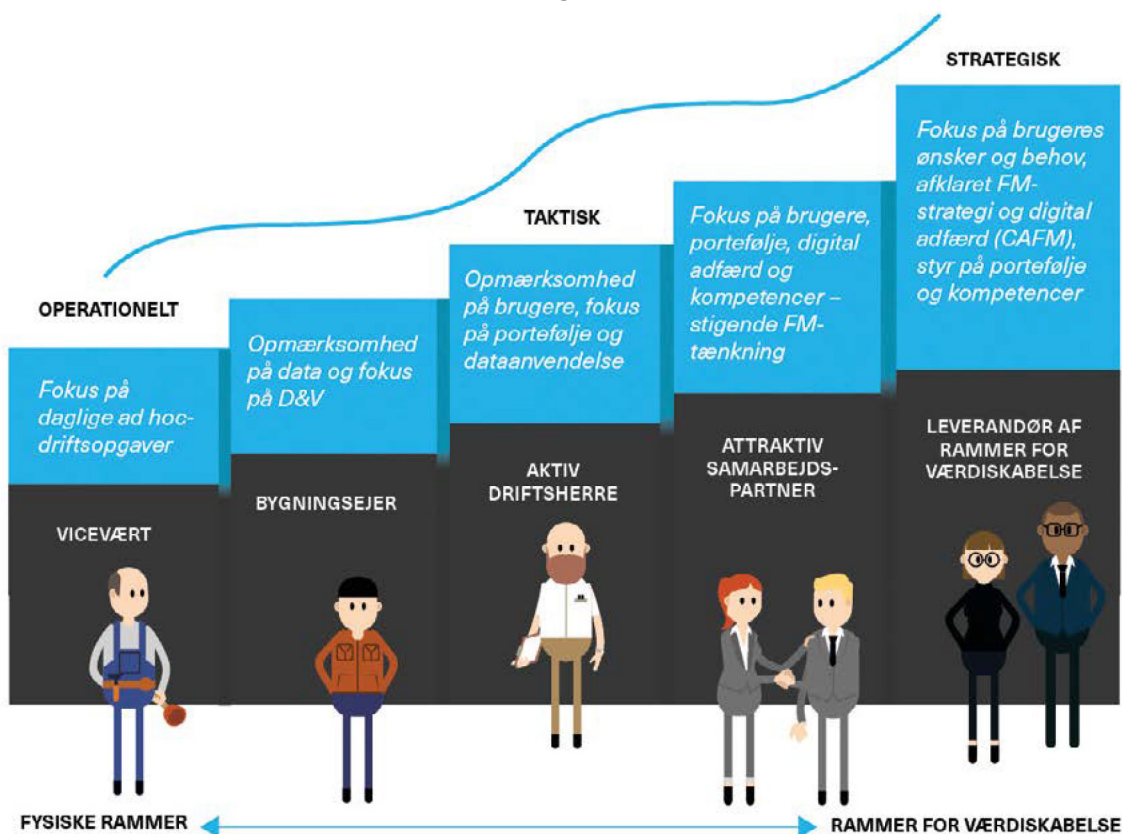 STRATEGISK
Fokus på brugeres
ønsker og behov,
afklaret FM-
strategi og digital
adfærd (CAFM),
styr på portefølje
og kompetencer
TAKTISK
Fokus på brugere,
portefølje, digital
adfærd og
kompetencer –
stigende FM-
tænkning
Opmærksomhed
på brugere, fokus
på portefølje og
dataanvendelse
OPERATIONELT
Opmærksomhed
på data og fokus
på D&V
Fokus på
daglige ad hoc-
driftsopgaver
VICEVÆRT
BYGNINGSEJER
AKTIV
DRIFTSHERRE
ATTRAKTIV
SAMARBEJDS-
PARTNER
LEVERANDØR AF
RAMMER FOR
VÆRDISKABELSE
FYSISKE RAMMER
RAMMER FOR VÆRDISKABELSE